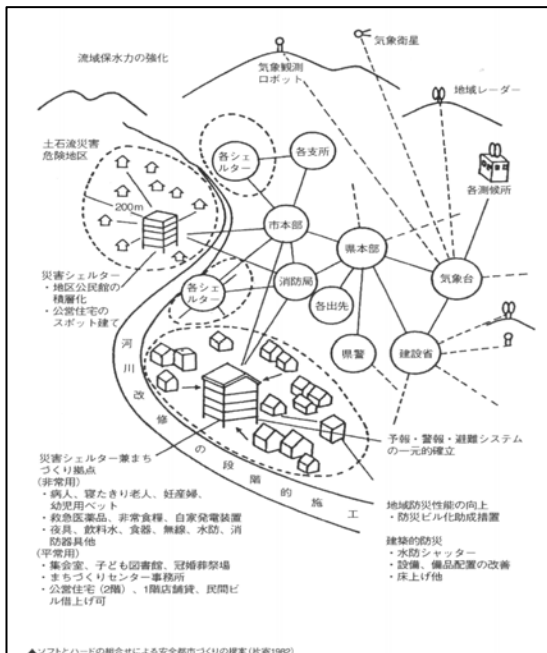 流域保水力の強化
気象観測
ロボット
気象衛星
地域レーダー
土石流災害
危険地区
各シェルター
各支所
各測候所
200m
市本部
県本部
気象台
災害シェルター
・地区公民館の
積層化
・公営住宅の
スポット建て
各シェルター
消防局
各出先
県警
建設省
河川改修の段階的施工
予報・警報・避難システム
の一元的確立
災害シェルター兼まち
づくり拠点
(非常用)
・病人、寝たきり老人、妊産婦、
幼児用ベット
・救急医薬品、非常食糧、自家発電装置
・夜具、飲料水、食器、無線、水防、消
防器具他
(平常用)
・集会室、子ども図書館、冠婚葬祭場
・まちづくりセンター事務所
・公営住宅(2階)、1階店舗貸、民間ビ
ル借上げ可
地域防災性能の向上
・防災ビル化助成措置
建築的防災
・水防シャッター
・設備、備品配置の改善
・床上げ他
▲ソフトとハードの組合せによる安全都市づくりの提案(片寄1982)